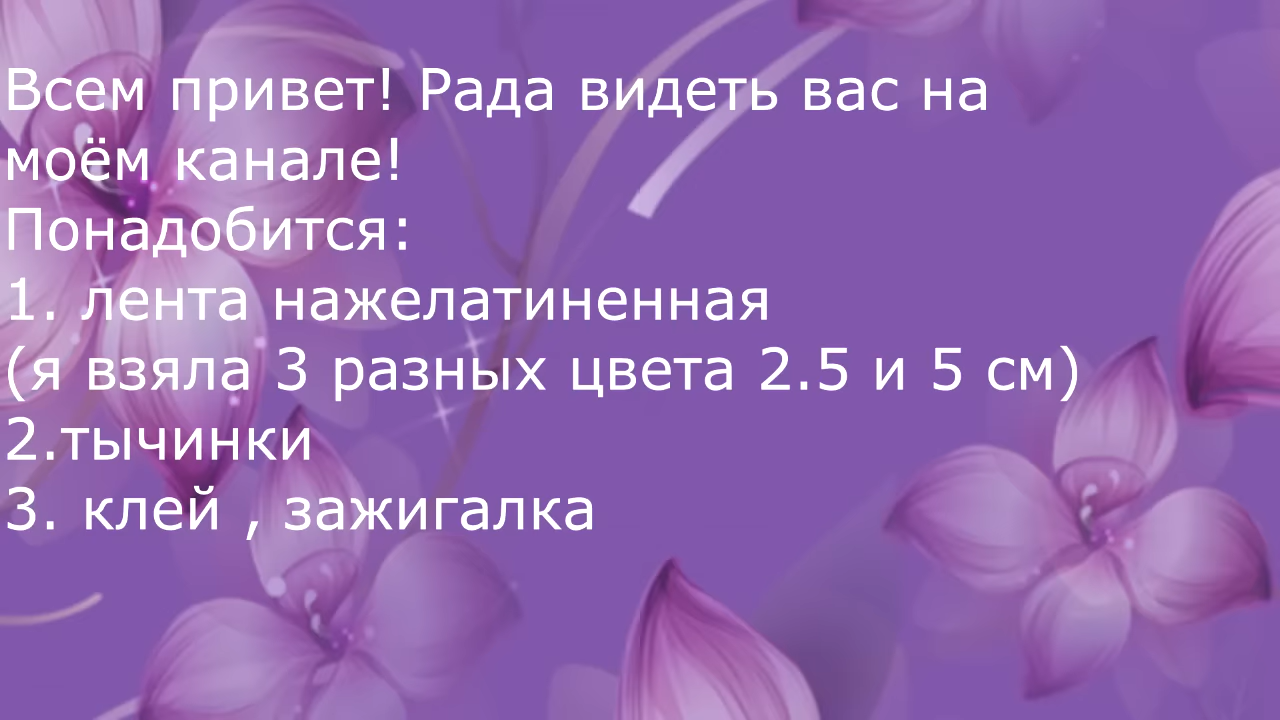 Всем привет! Рада видеть вас на
моём канале!
Понадобится:
1. лента нажелатиненная
(я взяла 3 разных цвета 2.5 и 5 см)
2.тычинки
3. клей , зажигалка